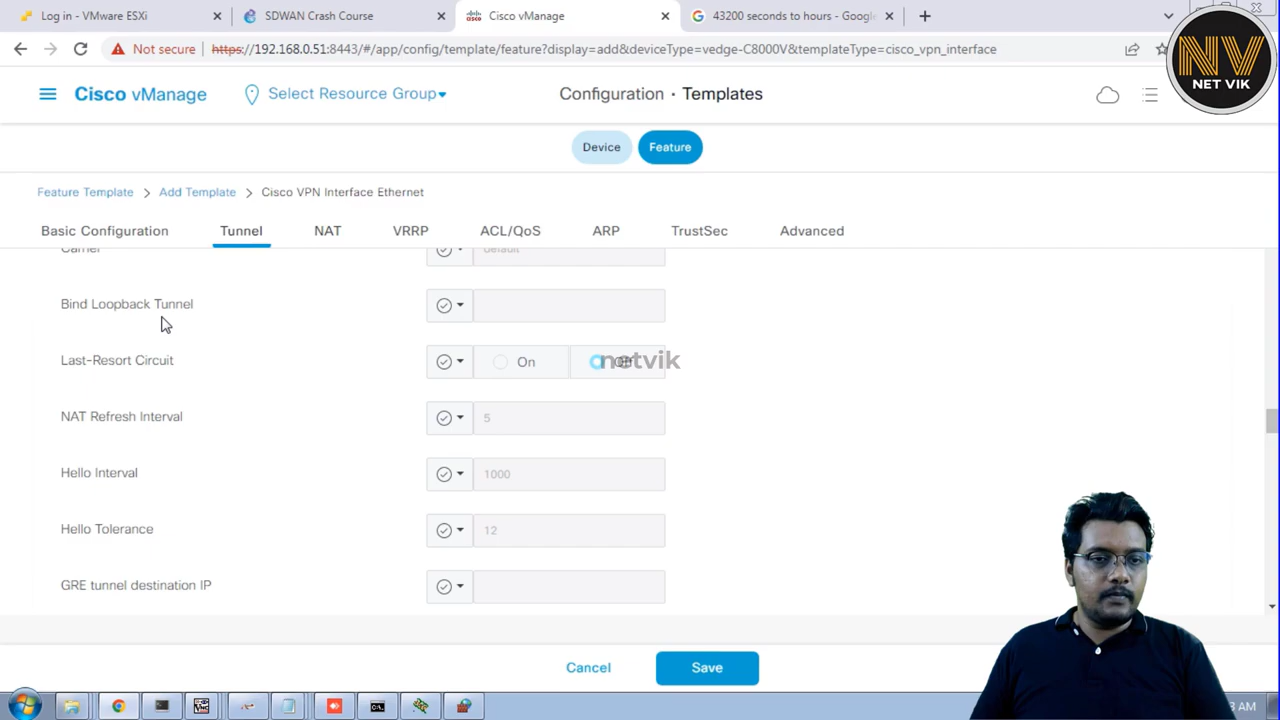 Log in - VMware ESXi
SDWAN Crash Course
Cisco vManage
43200 seconds to hours - Google
Not secure
https://192.168.0.51:8443/#/app/config/template/feature?display=add&deviceType=vedge-C8000V&templateType=cisco_vpn_interface
NV
NET VIK
Cisco vManage
Select Resource Group
Configuration · Templates
Device
Feature
Feature Template > Add Template > Cisco VPN Interface Ethernet
Basic Configuration
Tunnel
NAT
VRRP
ACL/QoS
ARP
TrustSec
Advanced
Carrier
default
Bind Loopback Tunnel
Last-Resort Circuit
On
Off
netvik
NAT Refresh Interval
5
Hello Interval
1000
Hello Tolerance
12
GRE tunnel destination IP
Cancel
Save
AM